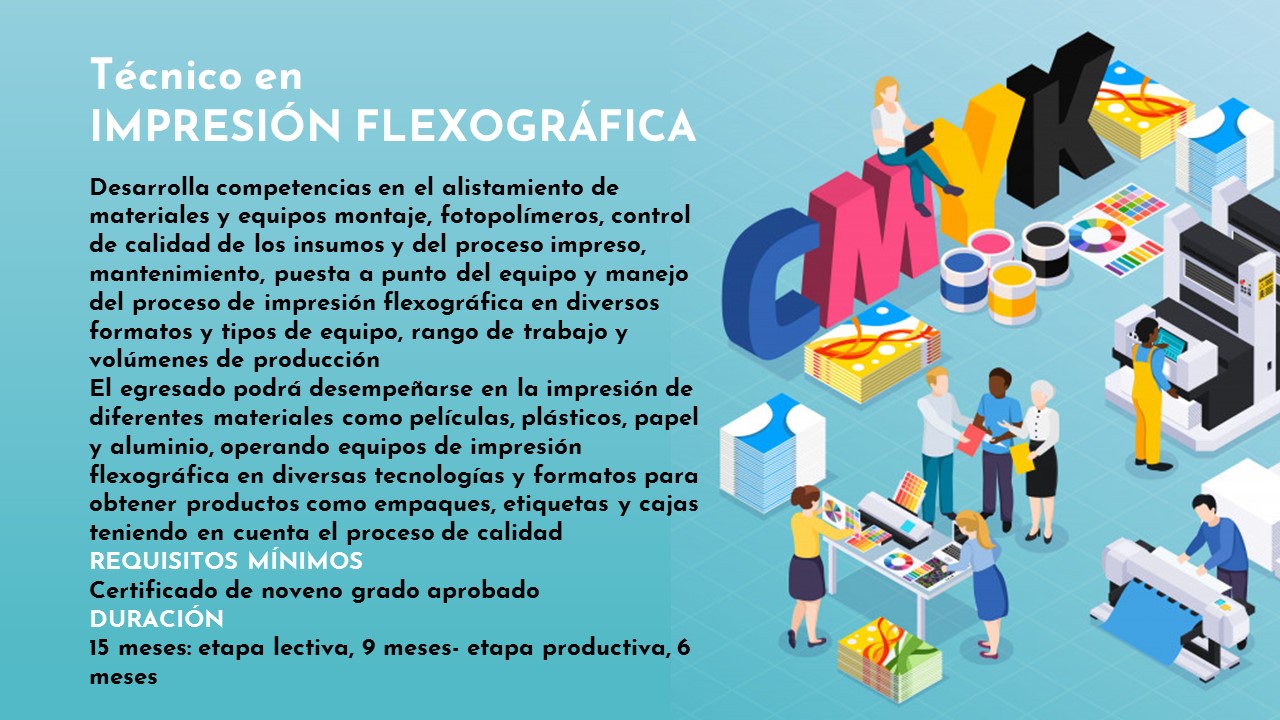 Técnico en
IMPRESIÓN FLEXOGRÁFICA
Desarrolla competencias en el alistamiento de
materiales y equipos montaje, fotopolímeros, control
de calidad de los insumos y del proceso impreso,
mantenimiento, puesta a punto del equipo y manejo
del proceso de impresión flexográfica en diversos
formatos y tipos de equipo, rango de trabajo y
volúmenes de producción
El egresado podrá desempeñarse en la impresión de
diferentes materiales como películas, plásticos, papel
y aluminio, operando equipos de impresión
flexográfica en diversas tecnologías y formatos para
obtener productos como empaques, etiquetas y cajas
teniendo en cuenta el proceso de calidad
REQUISITOS MÍNIMOS
Certificado de noveno grado aprobado
DURACIÓN
15 meses: etapa lectiva, 9 meses- etapa productiva, 6
meses
CMYK